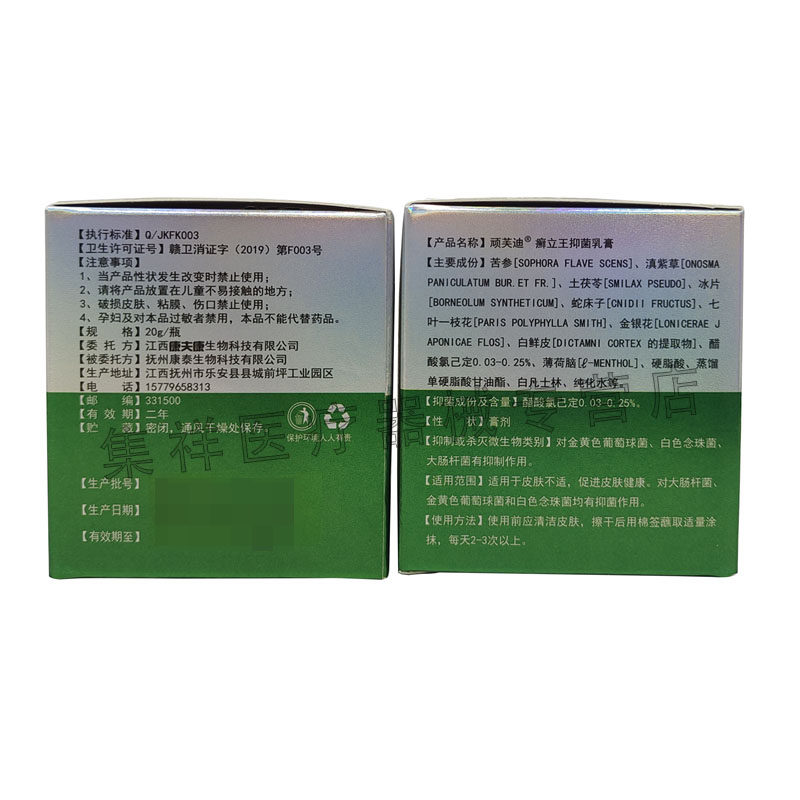 【执行标准】Q/JKFK003
【卫生许可证号】赣卫消证字（2019）第F003号
【注意事项】
1、当产品性状发生改变时禁止使用；
2、请将产品放置在儿童不易接触的地方；
3、破损皮肤、粘膜、伤口禁止使用；
4、孕妇及对本品过敏者禁用，本品不能代替药品。
【规 格】20g/瓶
【委 托 方】江西康夫康生物科技有限公司
【被委托方】抚州康泰生物科技有限公司
【生产地址】江西抚州市乐安县县城前坪工业园区
【电 话】15779658313
【邮 编】331500
【有 效 期】二年
【贮 藏】密闭，通风干燥处保存。
保护环境人人有责
【生产批号】
【生产日期】
【有效期至】
【产品名称】顽芙迪® 癣立王抑菌乳膏
【主要成份】苦参[SOPHORA FLAVE SCENS]、滇紫草[ONOSMA
PANICULATUM BUR.ET FR.]、土茯苓[SMILAX PSEUDO]、冰片
[BORNEOLUM SYNTHETICUM]、蛇床子[CNIDII FRUCTUS]、七
叶一枝花[PARIS POLYPHYLLA SMITH]、金银花[LONICERAE J
APONICAE FLOS]、白鲜皮[DICTAMNI CORTEX 的提取物]、醋
酸氯己定0.03-0.25%、薄荷脑[ℓ-MENTHOL]、硬脂酸、蒸馏
单硬脂酸甘油酯、白凡士林、纯化水等。
【抑菌成份及含量】醋酸氯己定0.03-0.25%。
【性 状】膏剂
【抑制或杀灭微生物类别】对金黄色葡萄球菌、白色念珠菌、
大肠杆菌有抑制作用。
【适用范围】适用于皮肤不适，促进皮肤健康。对大肠杆菌、
金黄色葡萄球菌和白色念珠菌均有抑菌作用。
【使用方法】使用前应清洁皮肤，擦干后用棉签蘸取适量涂
抹，每天2-3次以上。
集祥医疗器械专营店